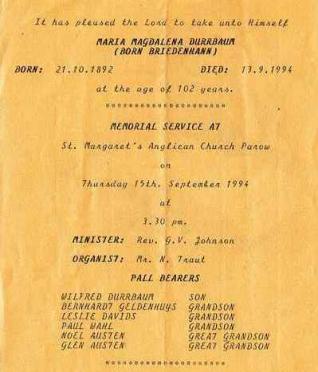 It has pleased the Lord to take unto Himself
MARIA MAGDALENA DURRBAUM
(BORN BRIEDENHANN)
BORN: 21.10.1892 DIED: 13.9.1994
at the age of 102 years.
MEMORIAL SERVICE AT
St. Margaret's Anglican Church Parow
on
Thursday 15th. September 1994
at
3.30 pm.
MINISTER: Rev. G.V. Johnson
ORGANIST: Mr. N. Traut
PALL BEARERS
WILFRED DURRBAUM SON
BERNHARDT GELDENHUYS GRANDSON
LESLIE DAVIDS GRANDSON
PAUL WAHL GRANDSON
NOEL AUSTEN GREAT GRANDSON
GLEN AUSTEN GREAT GRANDSON